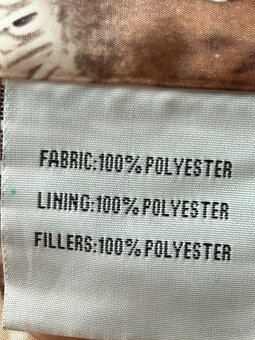 FABRIC:100% POLYESTER
LINING:100% POLYESTER
FILLERS:100% POLYESTER